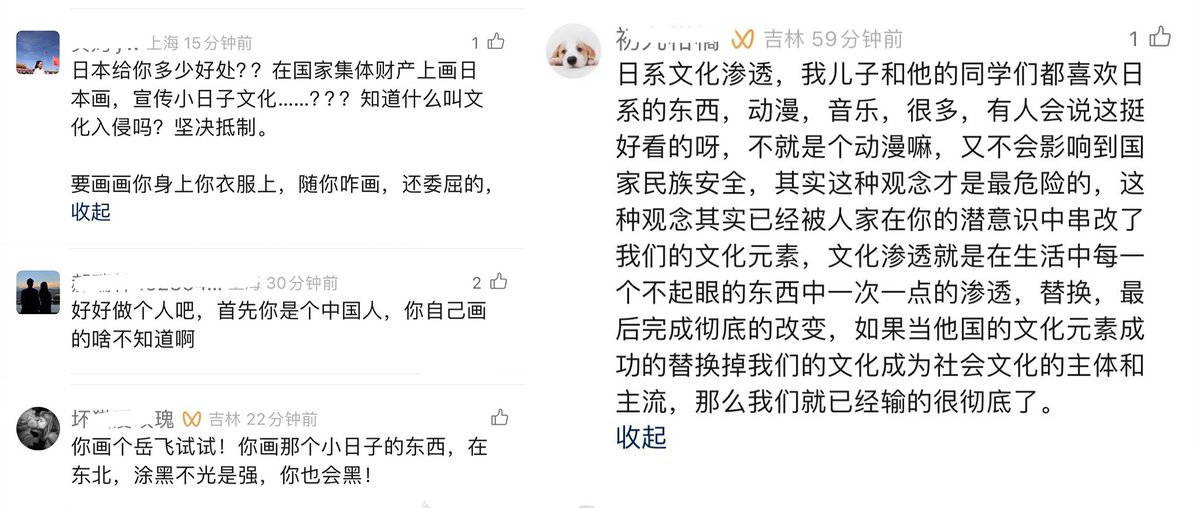 上海 15分钟前
1
日本给你多少好处??在国家集体财产上画日
本画，宣传小日子文化......???知道什么叫文
化入侵吗？坚决抵制。
要画画你身上你衣服上，随你咋画，还委屈的，
收起
30分钟前
2
好好做个人吧，首先你是个中国人，你自己画
的啥不知道啊
瑰 吉林 22分钟前
你画个岳飞试试！你画那个小日子的东西，在
东北，涂黑不光是强，你也会黑！
吉林 59分钟前
1
日系文化渗透，我儿子和他的同学们都喜欢日
系的东西，动漫，音乐，很多，有人会说这挺
好看的呀，不就是个动漫嘛，又不会影响到国
家民族安全，其实这种观念才是最危险的，这
种观念其实已经被人家在你的潜意识中串改了
我们的文化元素，文化渗透就是在生活中每一
个不起眼的东西中一次一点的渗透，替换，最
后完成彻底的改变，如果当他国的文化元素成
功的替换掉我们的文化成为社会文化的主体和
主流，那么我们就已经输的很彻底了。
收起